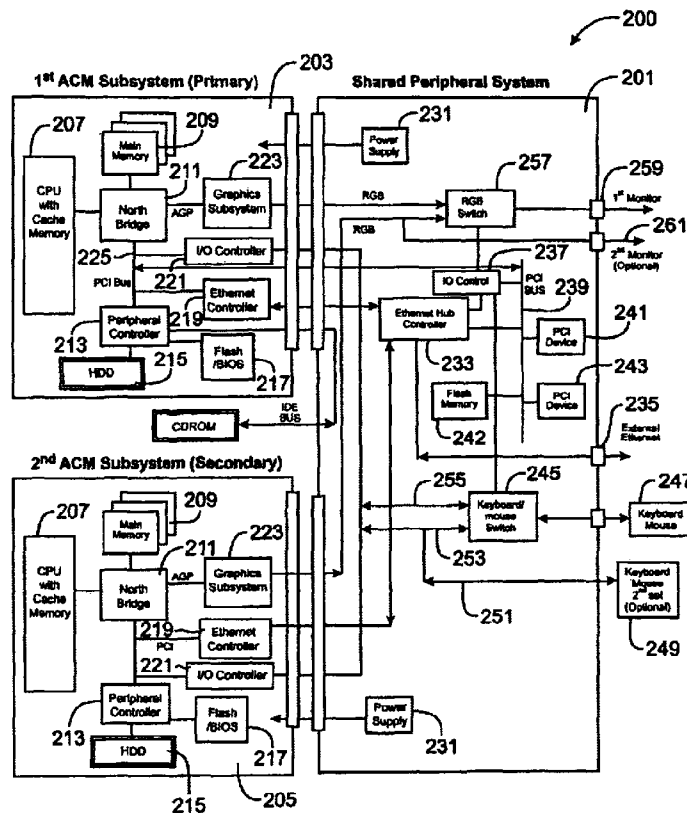 200
1st ACM Subsystem (Primary)
203
Shared Peripheral System
201
207
209
Main
Memory
211
223
CPU
with
Cache
Memory
North
Bridge
AGP
Graphics
Subsystem
225
I/O Controller
221
PCI Bus
Ethernet
Controller
219
Peripheral
Controller
213
HDD
215
Flash
/BIOS
217
CDROM
IDE
BUS
231
Power
Supply
257
RGB
RGB
Switch
259
1st Monitor
RGB
261
2nd Monitor
(Optional)
237
IO Control
PCI
BUS
239
Ethernet Hub
Controller
233
PCI
Device
241
Flash
Memory
242
PCI
Device
243
235
External
Ethernet
255
245
Keyboard/
mouse
Switch
247
Keyboard
Mouse
253
251
Keyboard
Mouse
2nd set
(Optional)
249
2nd ACM Subsystem (Secondary)
207
209
Main
Memory
211
223
CPU
with
Cache
Memory
North
Bridge
AGP
Graphics
Subsystem
219
Ethernet
Controller
PCI
221
I/O Controller
Peripheral
Controller
213
Flash
/BIOS
217
HDD
215
205
Power
Supply
231